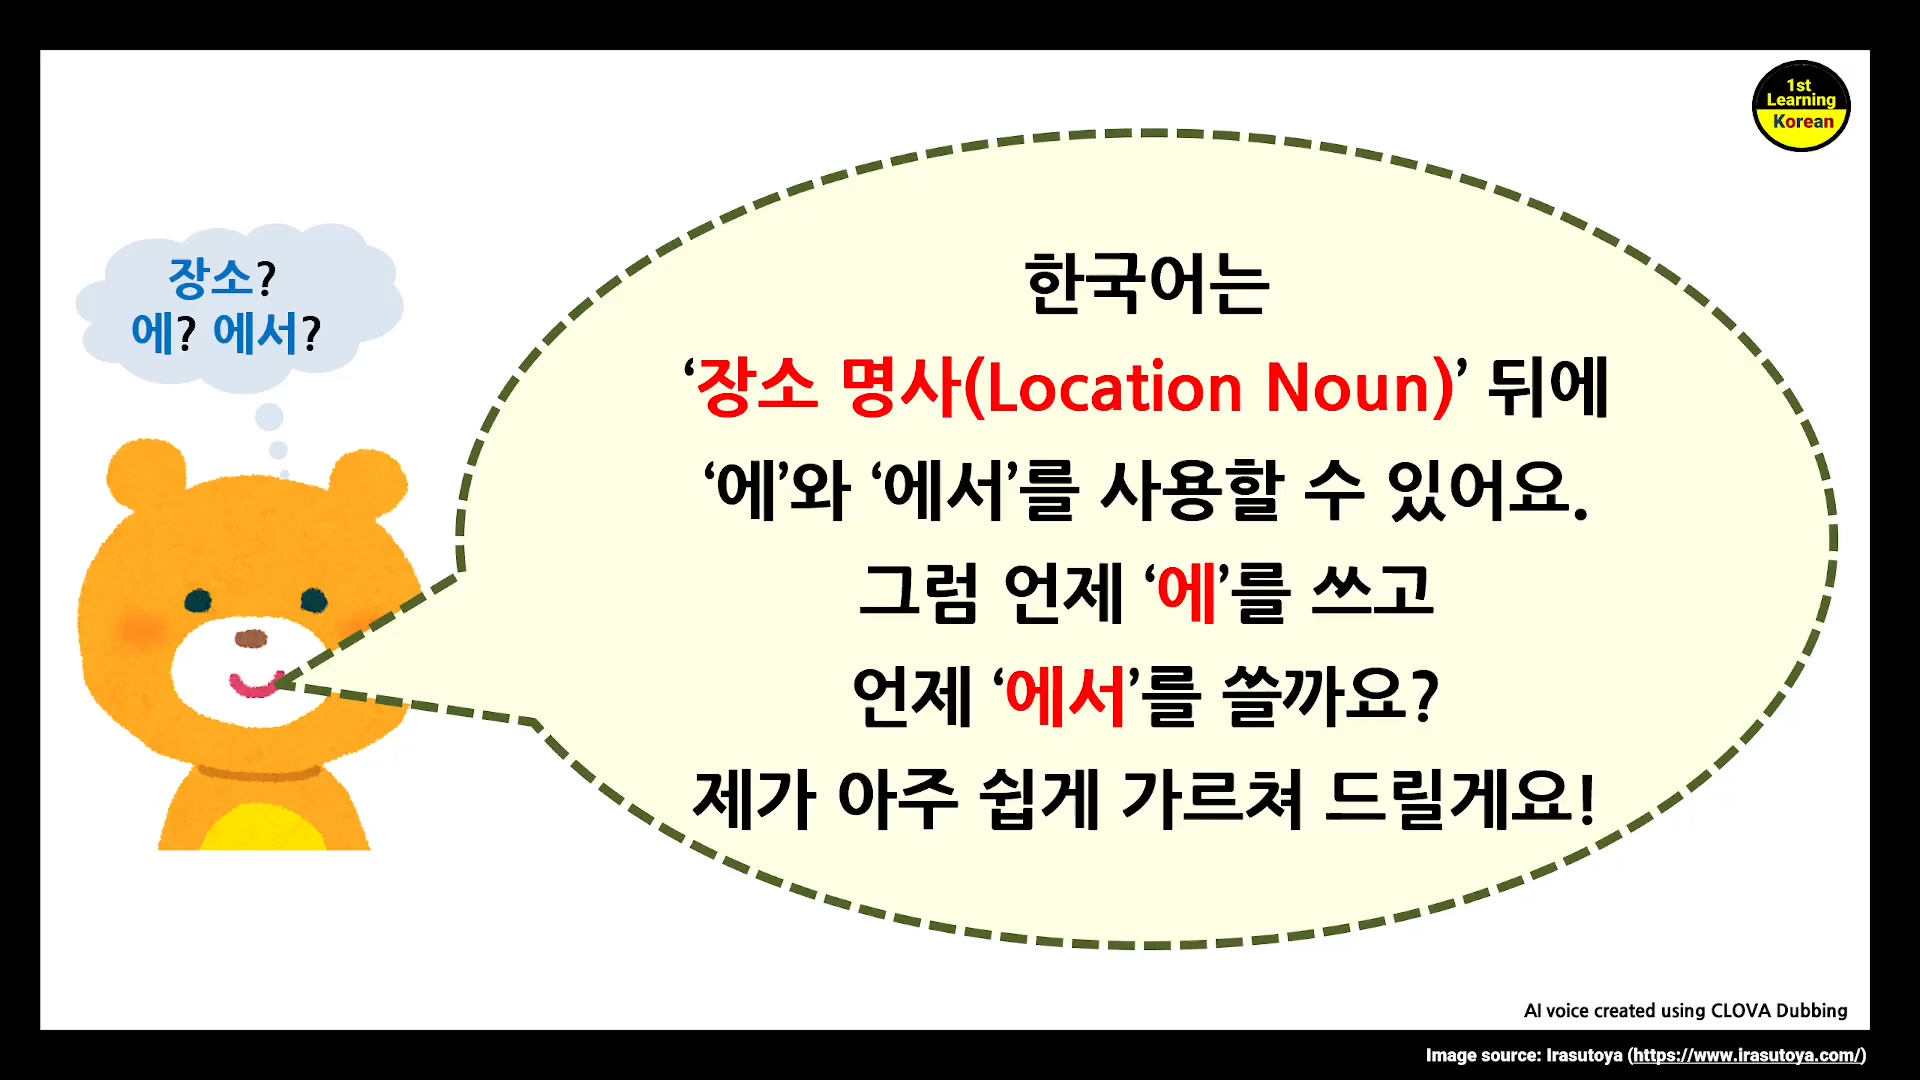 1st
Learning
Korean
장소?
에? 에서?
한국어는
‘장소 명사(Location Noun)’ 뒤에
‘에’와 ‘에서’를 사용할 수 있어요.
그럼 언제 ‘에’를 쓰고
언제 ‘에서’를 쓸까요?
제가 아주 쉽게 가르쳐 드릴게요!
AI voice created using CLOVA Dubbing
Image source: Irasutoya (https://www.irasutoya.com/)